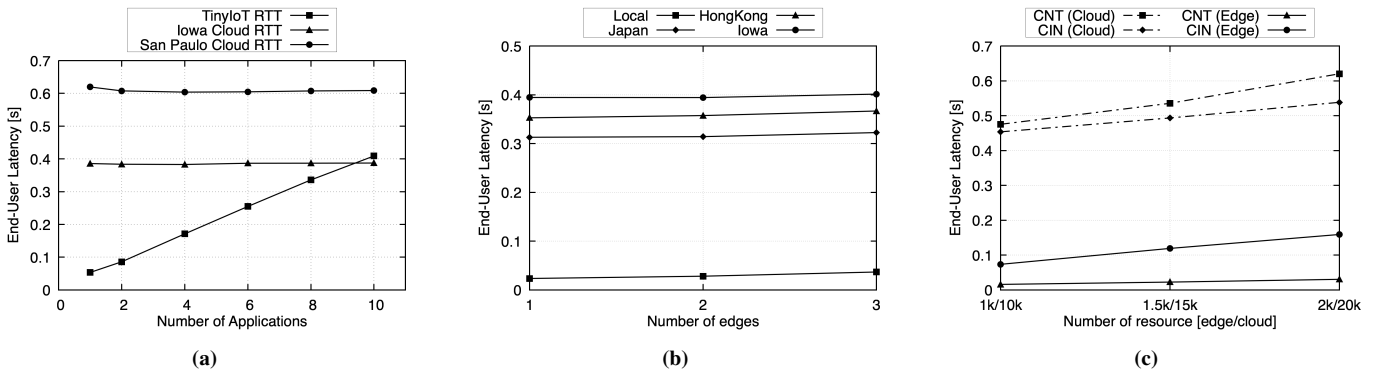 TinyIoT RTT
Iowa Cloud RTT
San Paulo Cloud RTT
0.7
0.6
0.5
0.4
0.3
0.2
0.1
0
End-User Latency [s]
0 2 4 6 8 10
Number of Applications
(a)
Local HongKong
Japan Iowa
0.5
0.4
0.3
0.2
0.1
0
End-User Latency [s]
1 2 3
Number of edges
(b)
CNT (Cloud) CNT (Edge)
CIN (Cloud) CIN (Edge)
0.7
0.6
0.5
0.4
0.3
0.2
0.1
0
End-User Latency [s]
1k/10k 1.5k/15k 2k/20k
Number of resource [edge/cloud]
(c)